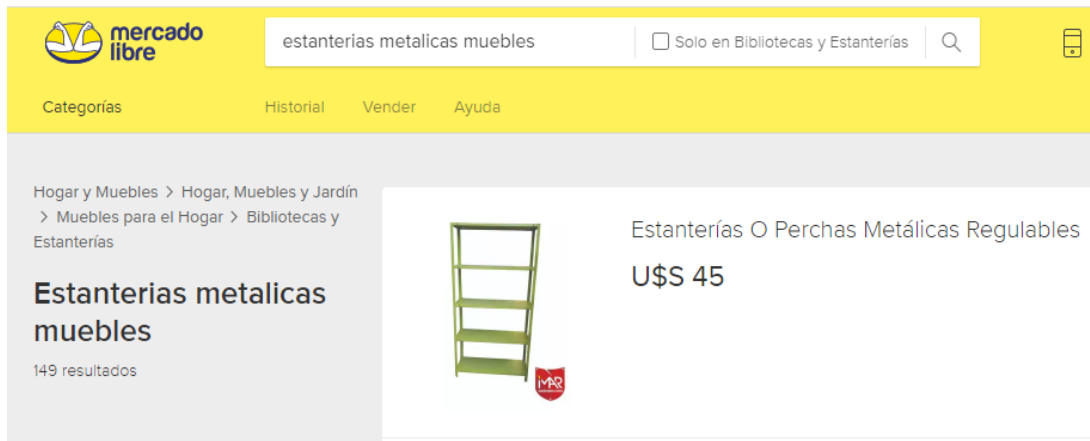 mercado
libre
estanterias metalicas muebles
Solo en Bibliotecas y Estanterías
Categorías
Historial
Vender
Ayuda
Hogar y Muebles > Hogar, Muebles y Jardín
> Muebles para el Hogar > Bibliotecas y
Estanterías
Estanterias metalicas
muebles
149 resultados
Estanterías O Perchas Metálicas Regulables
U$S 45
iMAR